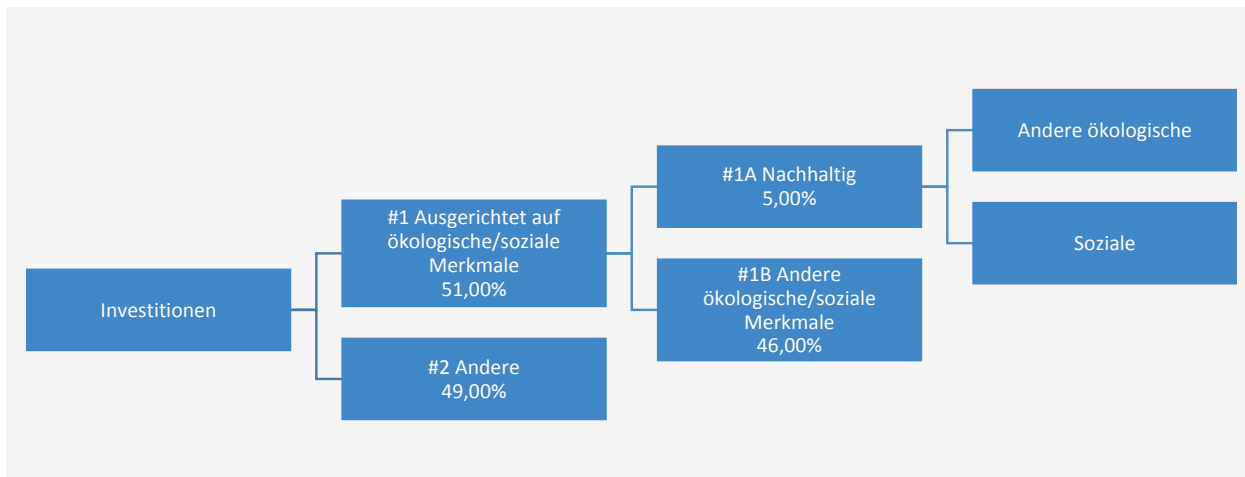 Investitionen
#1 Ausgerichtet auf
ökologische/soziale
Merkmale
51,00%
#2 Andere
49,00%
#1A Nachhaltig
5,00%
#1B Andere
ökologische/soziale
Merkmale
46,00%
Andere ökologische
Soziale